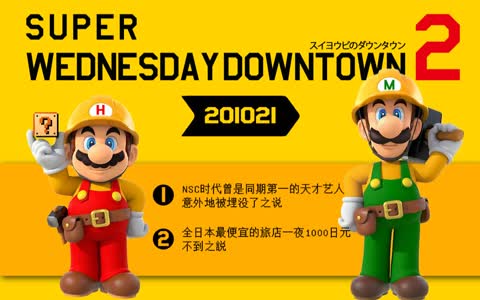 SUPER
スイヨウビのダウンタウン
WEDNESDAY DOWNTOWN 2
201021
H
M
?
1 NSC时代曾是同期第一的天才艺人
意外地被埋没了之说
2 全日本最便宜的旅店一夜1000日元
不到之説